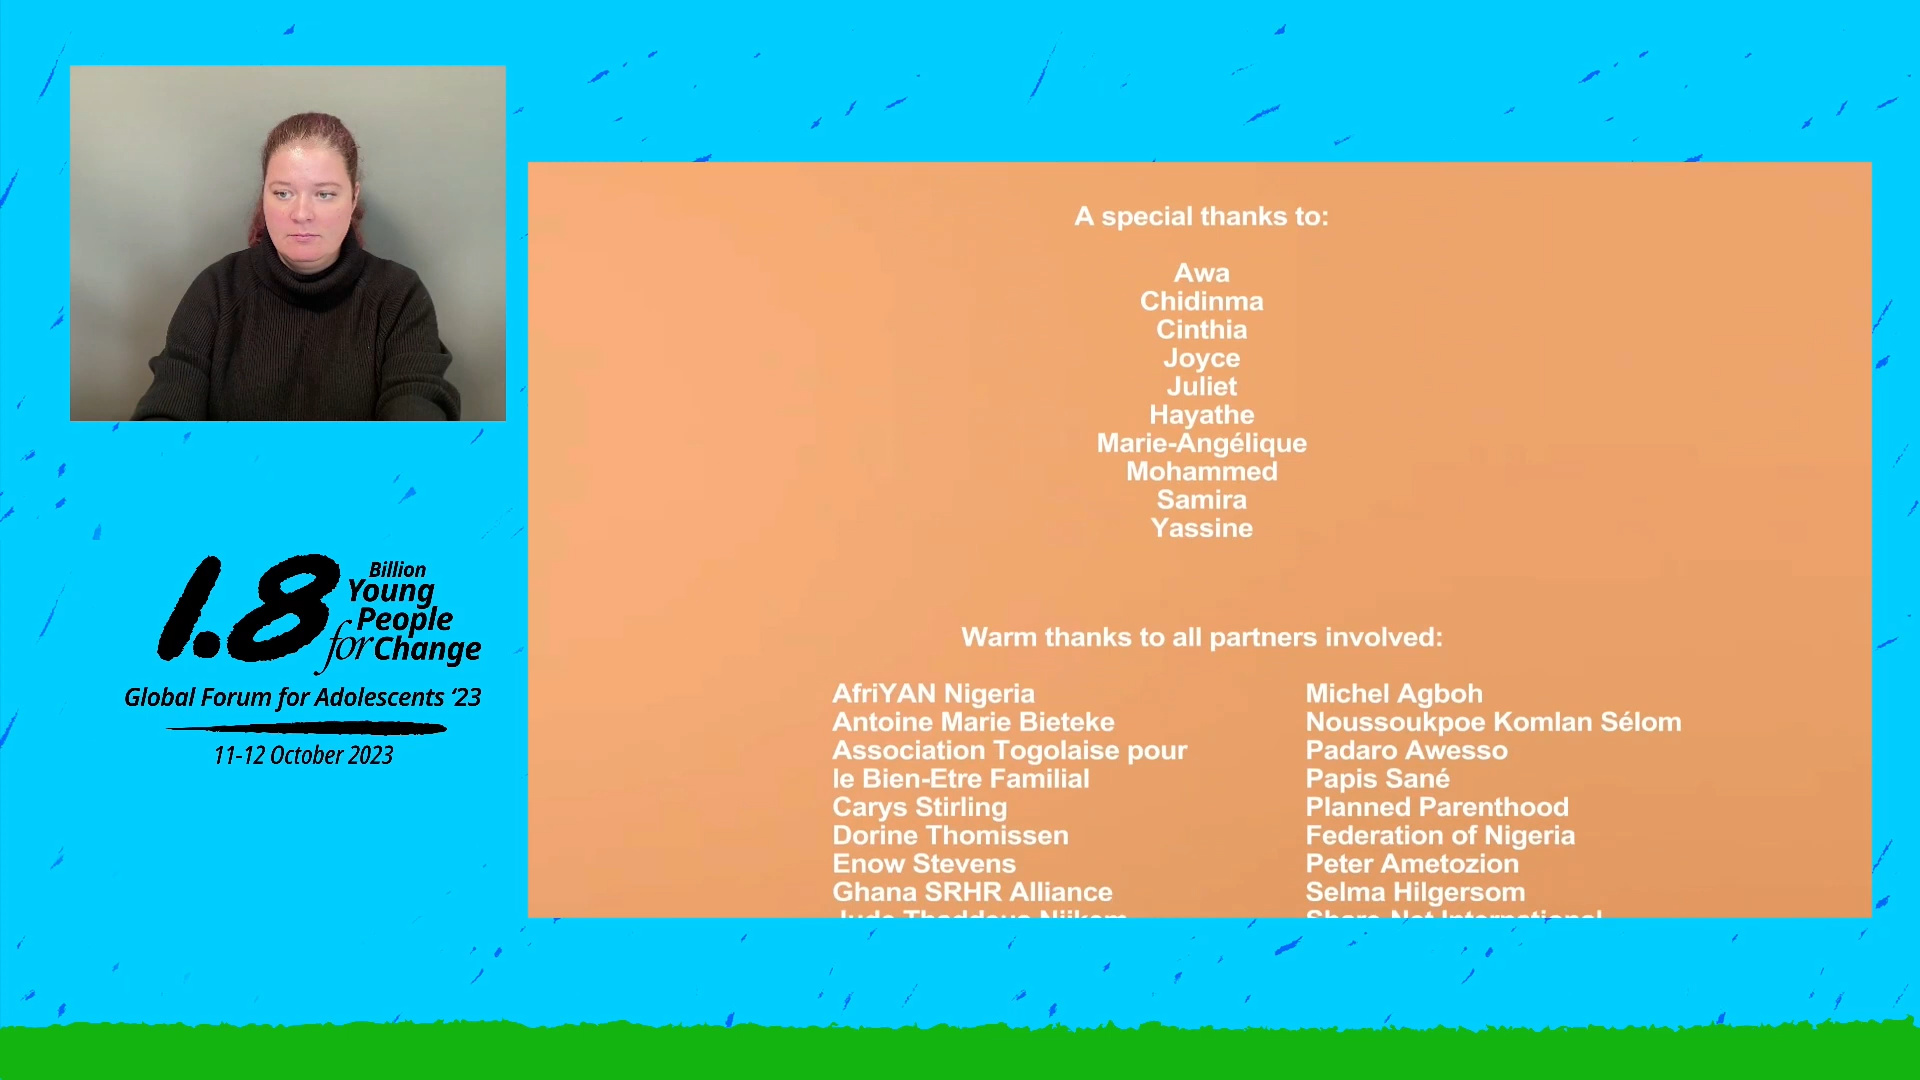 A special thanks to:
Awa
Chidinma
Cinthia
Joyce
Juliet
Hayathe
Marie-Angélique
Mohammed
Samira
Yassine
Warm thanks to all partners involved:
AfriYAN Nigeria
Antoine Marie Bieteke
Association Togolaise pour
le Bien-Etre Familial
Carys Stirling
Dorine Thomissen
Enow Stevens
Ghana SRHR Alliance
Michel Agboh
Noussoukpoe Komlan Sélom
Padaro Awesso
Papis Sané
Planned Parenthood
Federation of Nigeria
Peter Ametozion
Selma Hilgersom
Share-Net International
1.8 Billion
Young
People
for Change
Global Forum for Adolescents ‘23
11-12 October 2023